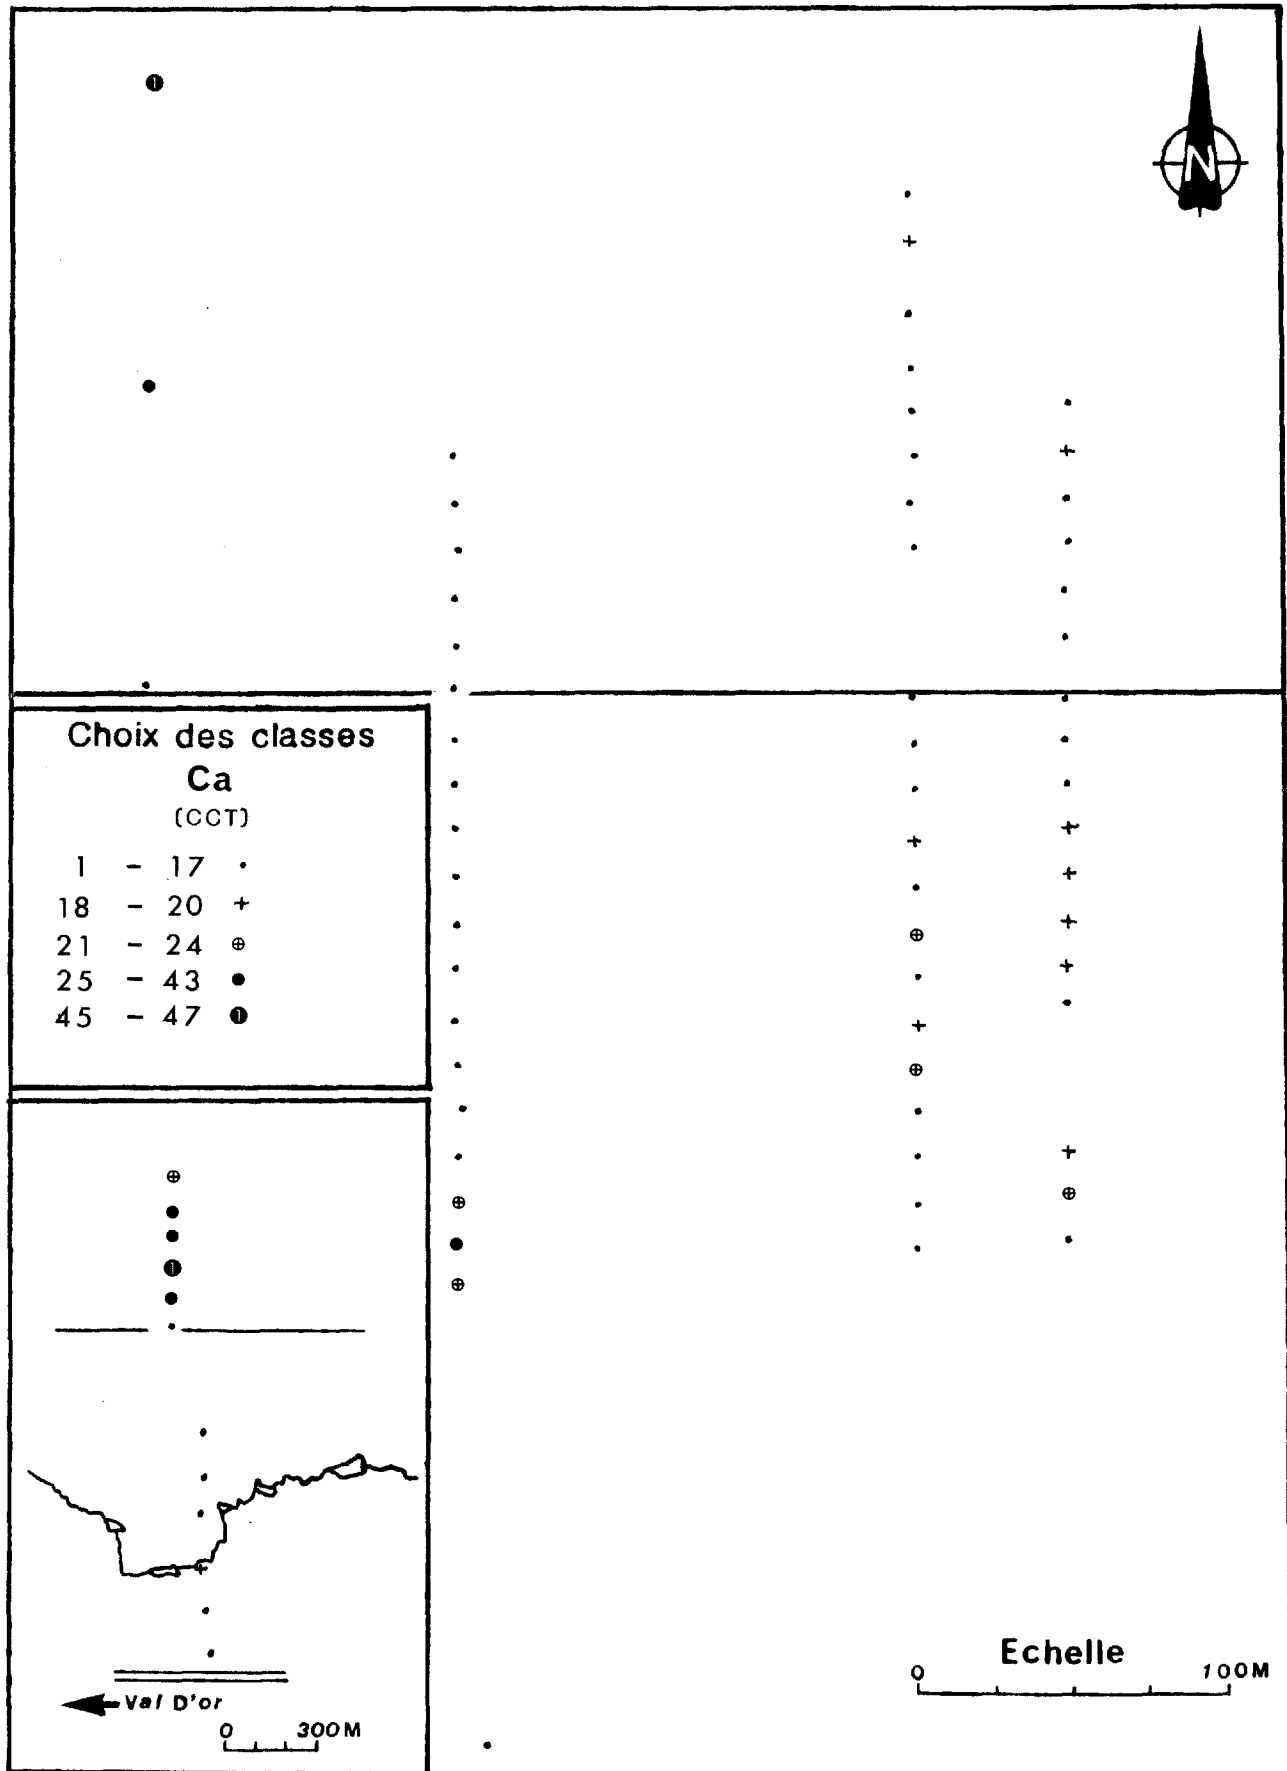 N
Choix des classes
Ca
(CCT)
1 - 17
18 - 20
21 - 24
25 - 43
45 - 47
Val D'or
0 300M
Echelle
0 100M